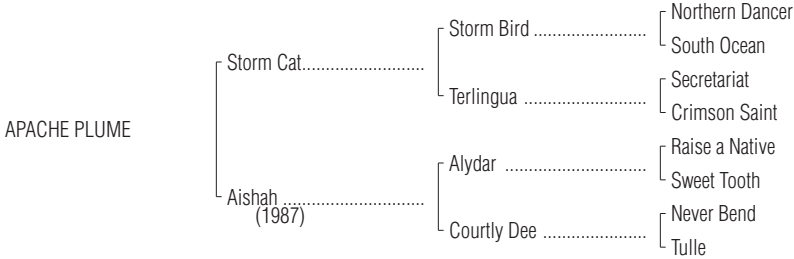 Northern Dancer
Storm Bird ........................
South Ocean
Storm Cat..........................
Secretariat
Terlingua ..........................
Crimson Saint
APACHE PLUME
Raise a Native
Alydar ..............................
Sweet Tooth
Aishah ..............................
(1987)
Never Bend
Courtly Dee ......................
Tulle